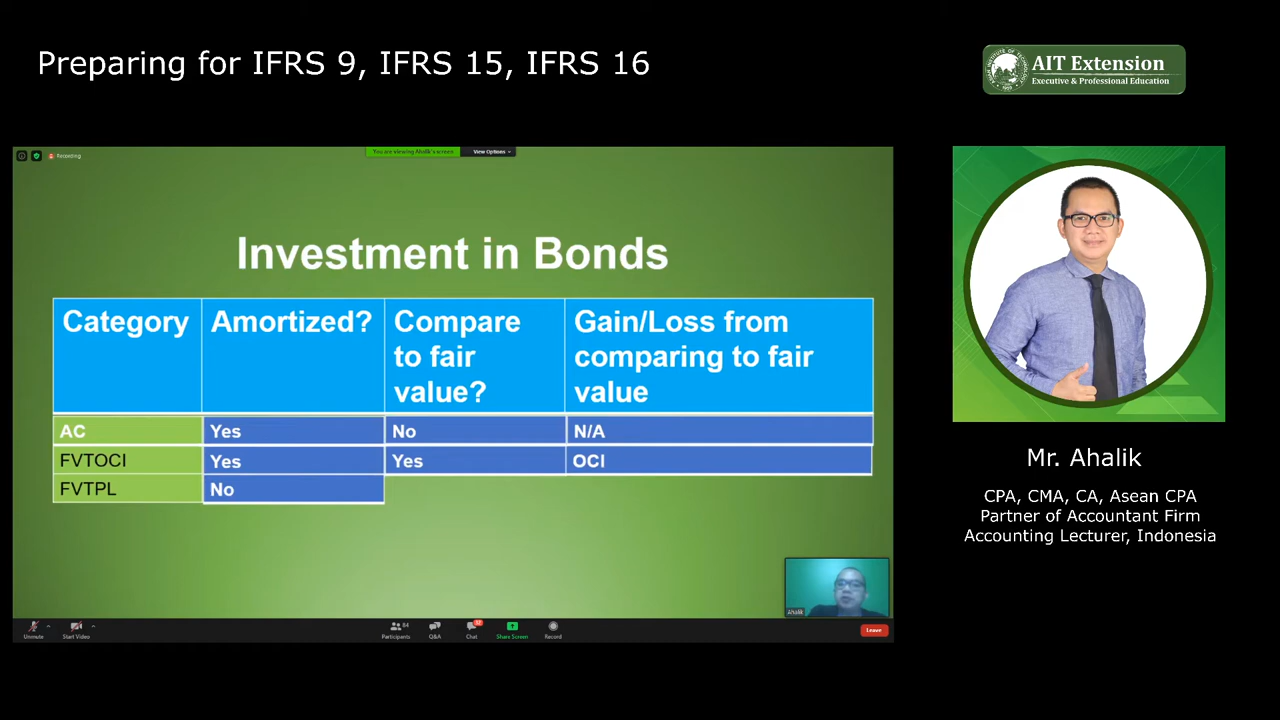 Preparing for IFRS 9, IFRS 15, IFRS 16
AIT Extension
Executive & Professional Education
Recording
You are viewing Ahalik's screen
View Options
Investment in Bonds
Category
Amortized?
Compare
to fair
value?
Gain/Loss from
comparing to fair
value
AC
Yes
No
N/A
FVTOCI
Yes
Yes
OCI
FVTPL
No
Mr. Ahalik
CPA, CMA, CA, Asean CPA
Partner of Accountant Firm
Accounting Lecturer, Indonesia
Ahalik
Unmute
Start Video
Participants
Q&A
Chat
Share Screen
Record
Leave